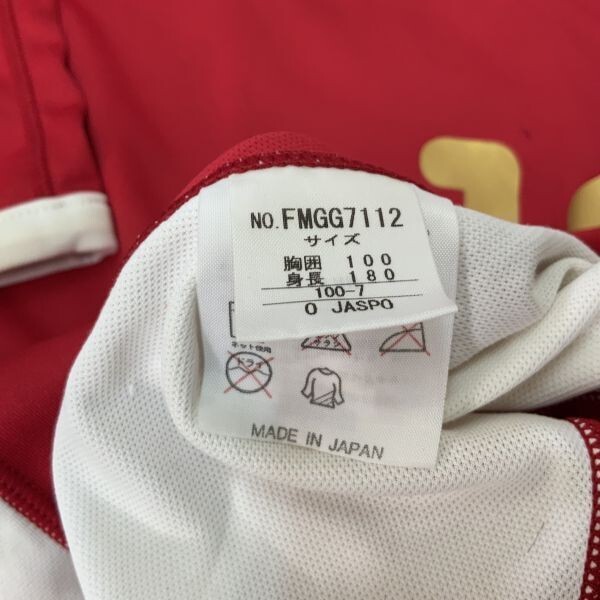 NO.FMGG7112
サイズ
胸囲 100
身長 180
100-7
O JASPO
ネット使用
ドライ
MADE IN JAPAN